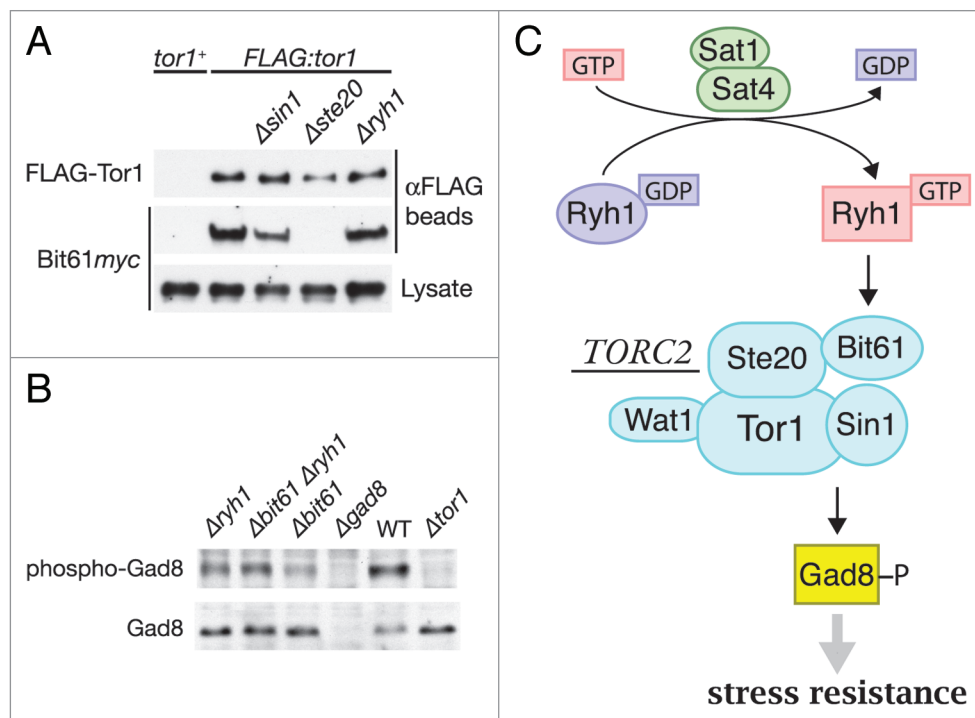 A
tor1+ FLAG:tor1
Δsin1 Δste20 Δryh1
FLAG-Tor1
αFLAG
beads
Bit61myc
Lysate
B
Δryh1 Δbit61 Δryh1 Δbit61 Δgad8 WT Δtor1
phospho-Gad8
Gad8
C
GTP Sat1 GDP
Sat4
Ryh1 GDP Ryh1 GTP
TORC2 Ste20 Bit61
Wat1 Tor1 Sin1
Gad8 –P
stress resistance